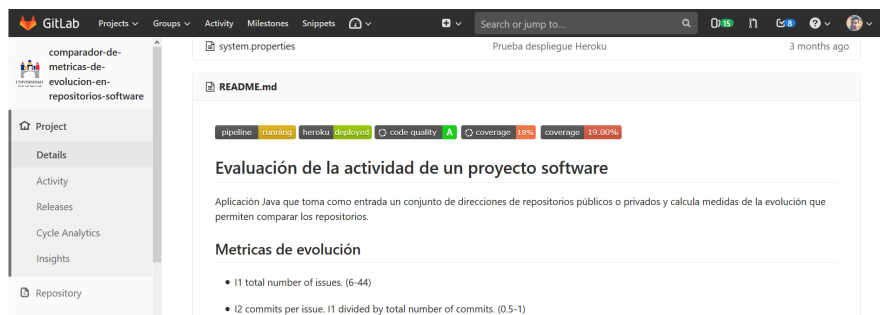 GitLab Projects Groups Activity Milestones Snippets Search or jump to... 15 8
comparador-de-
metricas-de-
evolucion-en-
repositorios-software
UNIVERSIDAD
system.properties Prueba despliegue Heroku 3 months ago
README.md
Project
Details
Activity
Releases
Cycle Analytics
Insights
Repository
pipeline running heroku deployed code quality A coverage 18% coverage 19.00%
Evaluación de la actividad de un proyecto software
Aplicación Java que toma como entrada un conjunto de direcciones de repositorios públicos o privados y calcula medidas de la evolución que
permiten comparar los repositorios.
Metricas de evolución
I1 total number of issues. (6-44)
I2 commits per issue. I1 divided by total number of commits. (0.5-1)